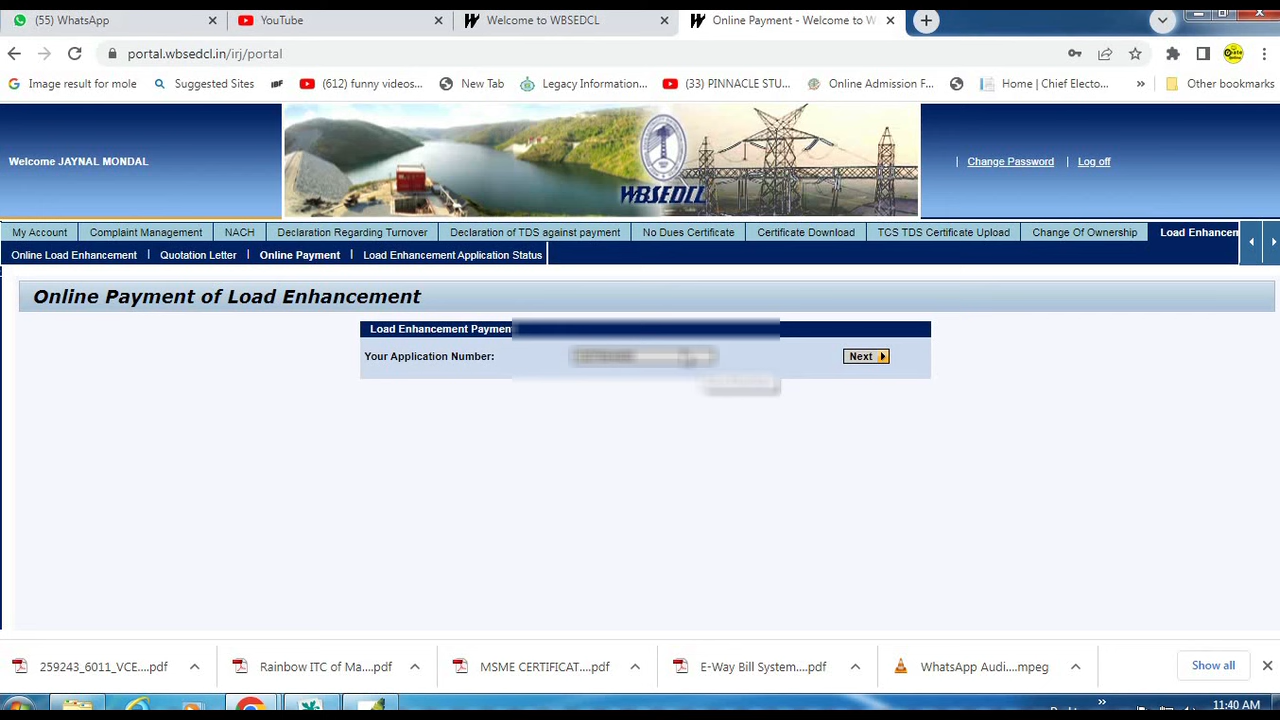 (55) WhatsApp
YouTube
Welcome to WBSEDCL
Online Payment - Welcome to W
portal.wbsedcl.in/irj/portal
Image result for mole
Suggested Sites
(612) funny videos...
New Tab
Legacy Information...
(33) PINNACLE STU...
Online Admission F...
Home | Chief Electo...
»
Other bookmarks
Welcome JAYNAL MONDAL
WBSEDCL
| Change Password | Log off
My Account
Complaint Management
NACH
Declaration Regarding Turnover
Declaration of TDS against payment
No Dues Certificate
Certificate Download
TCS TDS Certificate Upload
Change Of Ownership
Load Enhancem
Online Load Enhancement | Quotation Letter | Online Payment | Load Enhancement Application Status
Online Payment of Load Enhancement
Load Enhancement Payment
Your Application Number:
Next
259243_6011_VCE....pdf
Rainbow ITC of Ma....pdf
MSME CERTIFICAT....pdf
E-Way Bill System....pdf
WhatsApp Audi....mpeg
Show all
»
11:40 AM